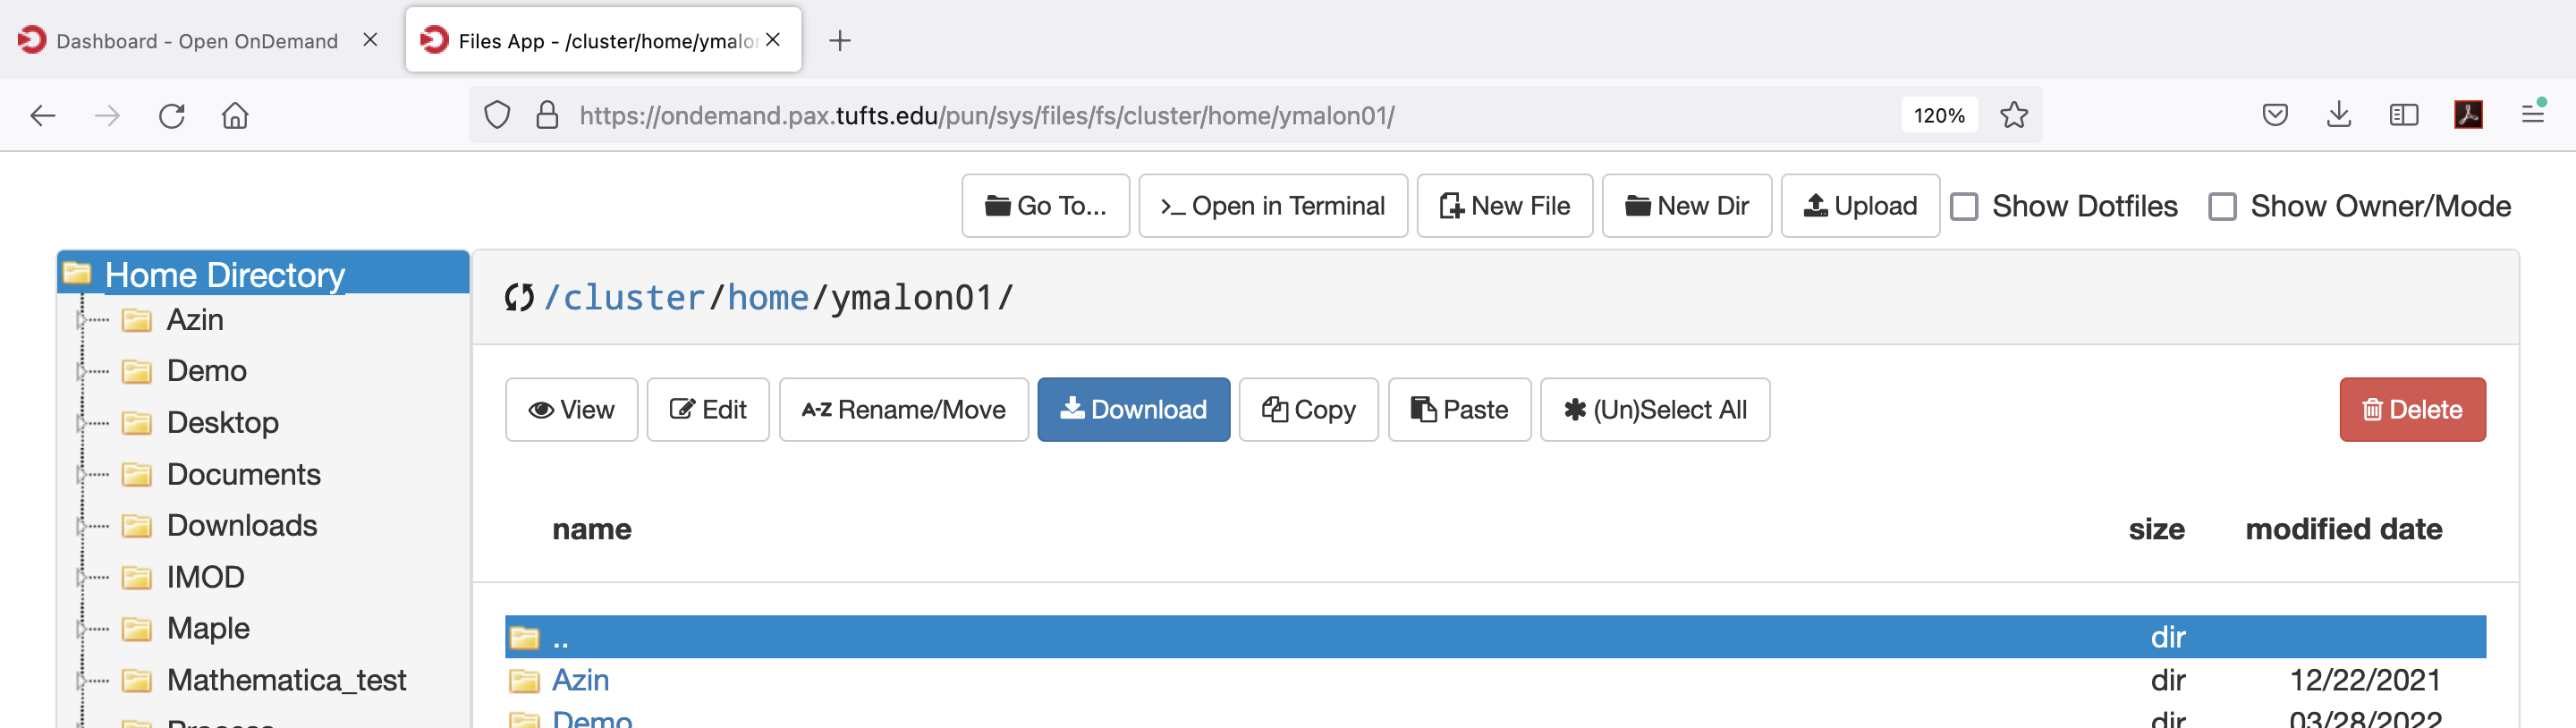 Dashboard - Open OnDemand
Files App - /cluster/home/ymalon
https://ondemand.pax.tufts.edu/pun/sys/files/fs/cluster/home/ymalon01/ 120%
Go To... >_ Open in Terminal New File New Dir Upload Show Dotfiles Show Owner/Mode
Home Directory
Azin
Demo
Desktop
Documents
Downloads
IMOD
Maple
Mathematica_test
/cluster/home/ymalon01/
View Edit A-Z Rename/Move Download Copy Paste (Un)Select All Delete
name size modified date
.. dir
Azin dir 12/22/2021
Demo dir 03/28/2022